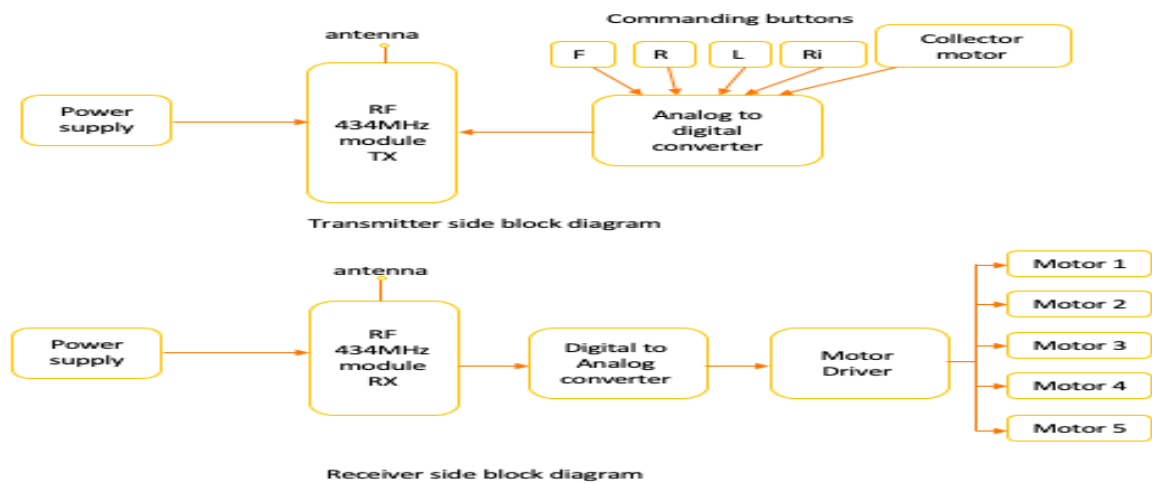 Commanding buttons
antenna
F
R
L
Ri
Collector
motor
Power
supply
RF
434MHz
module
TX
Analog to
digital
converter
Transmitter side block diagram
antenna
Power
supply
RF
434MHz
module
RX
Digital to
Analog
converter
Motor
Driver
Motor 1
Motor 2
Motor 3
Motor 4
Motor 5
Receiver side block diagram